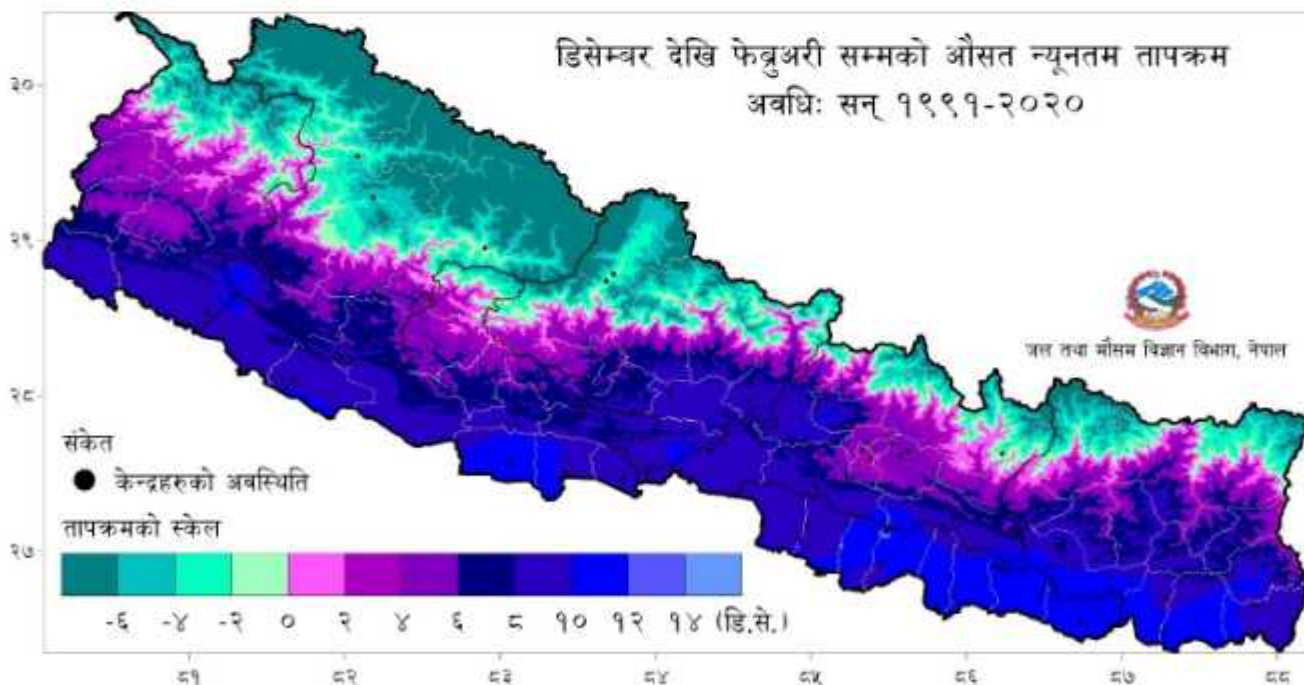 डिसेम्बर देखि फेब्रुअरी सम्मको औसत न्यूनतम तापक्रम
अवधिः सन् १९९१-२०२०
३०
२९
२८
२७
जल तथा मौसम विज्ञान विभाग, नेपाल
संकेत
केन्द्रहरुको अवस्थिति
तापक्रमको स्केल
-६ -४ -२ ० २ ४ ६ ८ १० १२ १४ (डि.से.)
८१ ८२ ८३ ८४ ८५ ८६ ८७ ८८